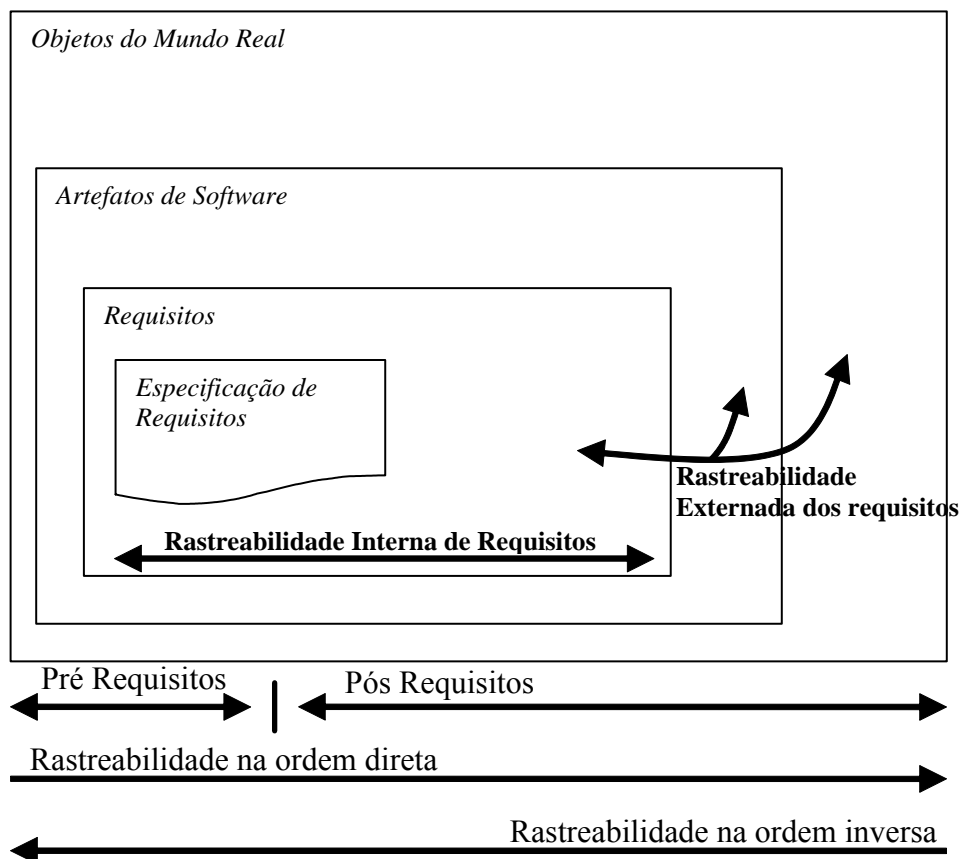 Objetos do Mundo Real
Artefatos de Software
Requisitos
Especificação de
Requisitos
Rastreabilidade
Externada dos requisitos
Rastreabilidade Interna de Requisitos
Pré Requisitos
Pós Requisitos
Rastreabilidade na ordem direta
Rastreabilidade na ordem inversa